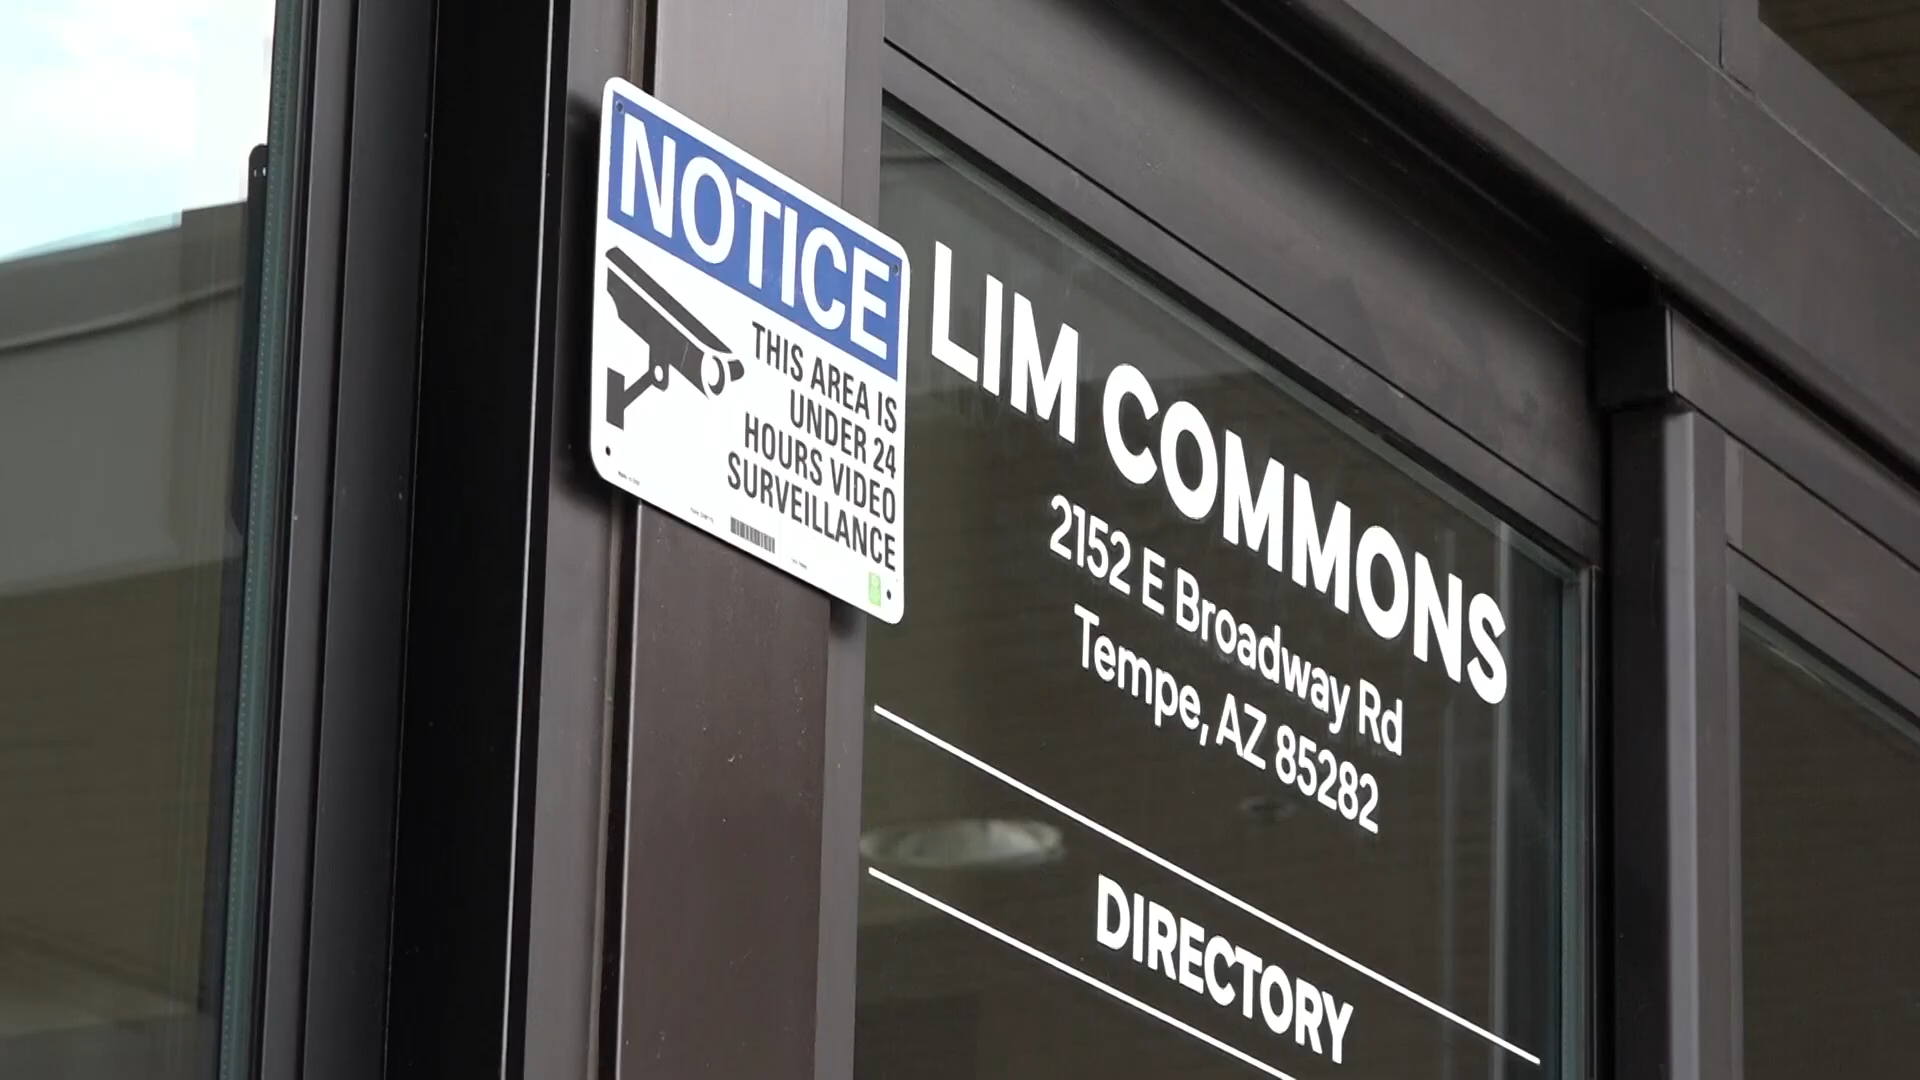 NOTICE
THIS AREA IS
UNDER 24
HOURS VIDEO
SURVEILLANCE
LIM COMMONS
2152 E Broadway Rd
Tempe, AZ 85282
DIRECTORY